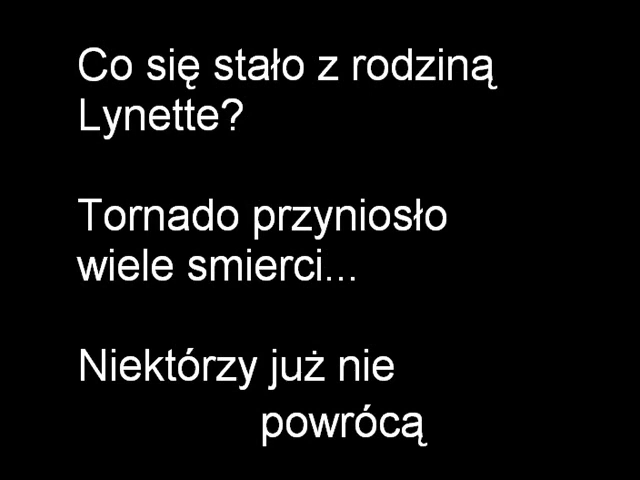 Co się stało z rodziną
Lynette?
Tornado przyniosło
wiele smierci...
Niektórzy już nie
powrócą